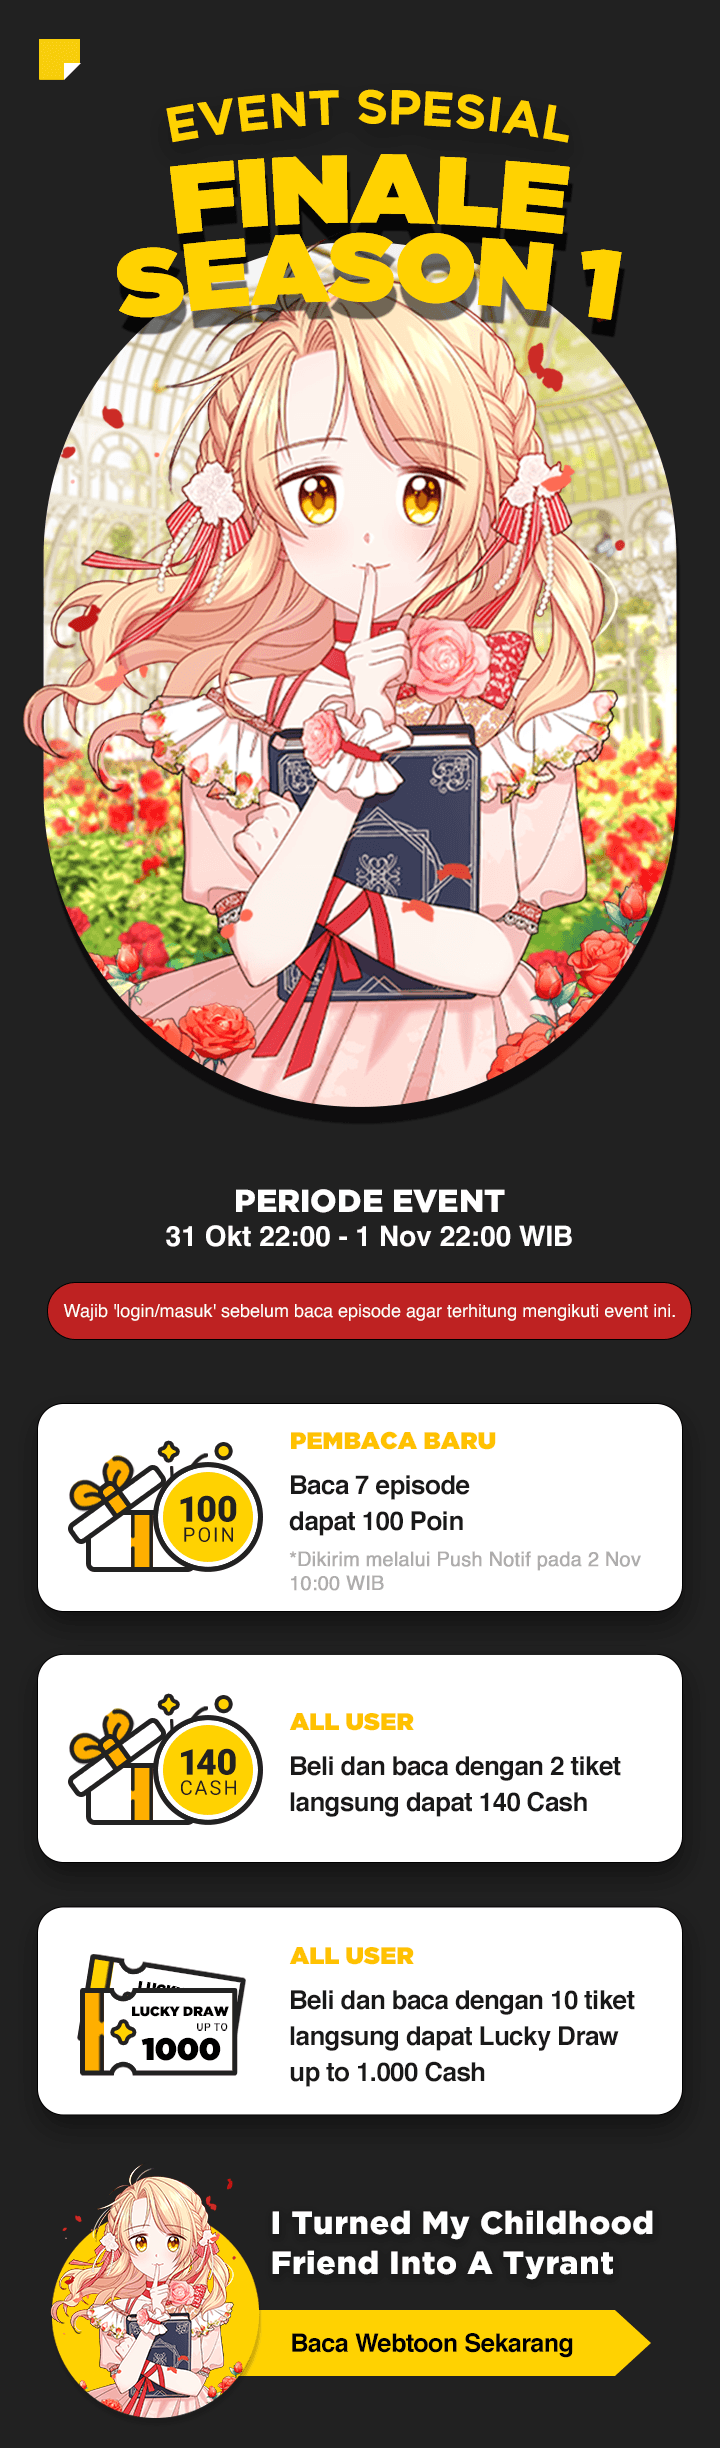 EVENT SPESIAL
FINALE
SEASON 1
PERIODE EVENT
31 Okt 22:00 - 1 Nov 22:00 WIB
Wajib 'login/masuk' sebelum baca episode agar terhitung mengikuti event ini.
100
POIN
PEMBACA BARU
Baca 7 episode
dapat 100 Poin
*Dikirim melalui Push Notif pada 2 Nov
10:00 WIB
140
CASH
ALL USER
Beli dan baca dengan 2 tiket
langsung dapat 140 Cash
LUCKY DRAW
UP TO
1000
ALL USER
Beli dan baca dengan 10 tiket
langsung dapat Lucky Draw
up to 1.000 Cash
I Turned My Childhood
Friend Into A Tyrant
Baca Webtoon Sekarang